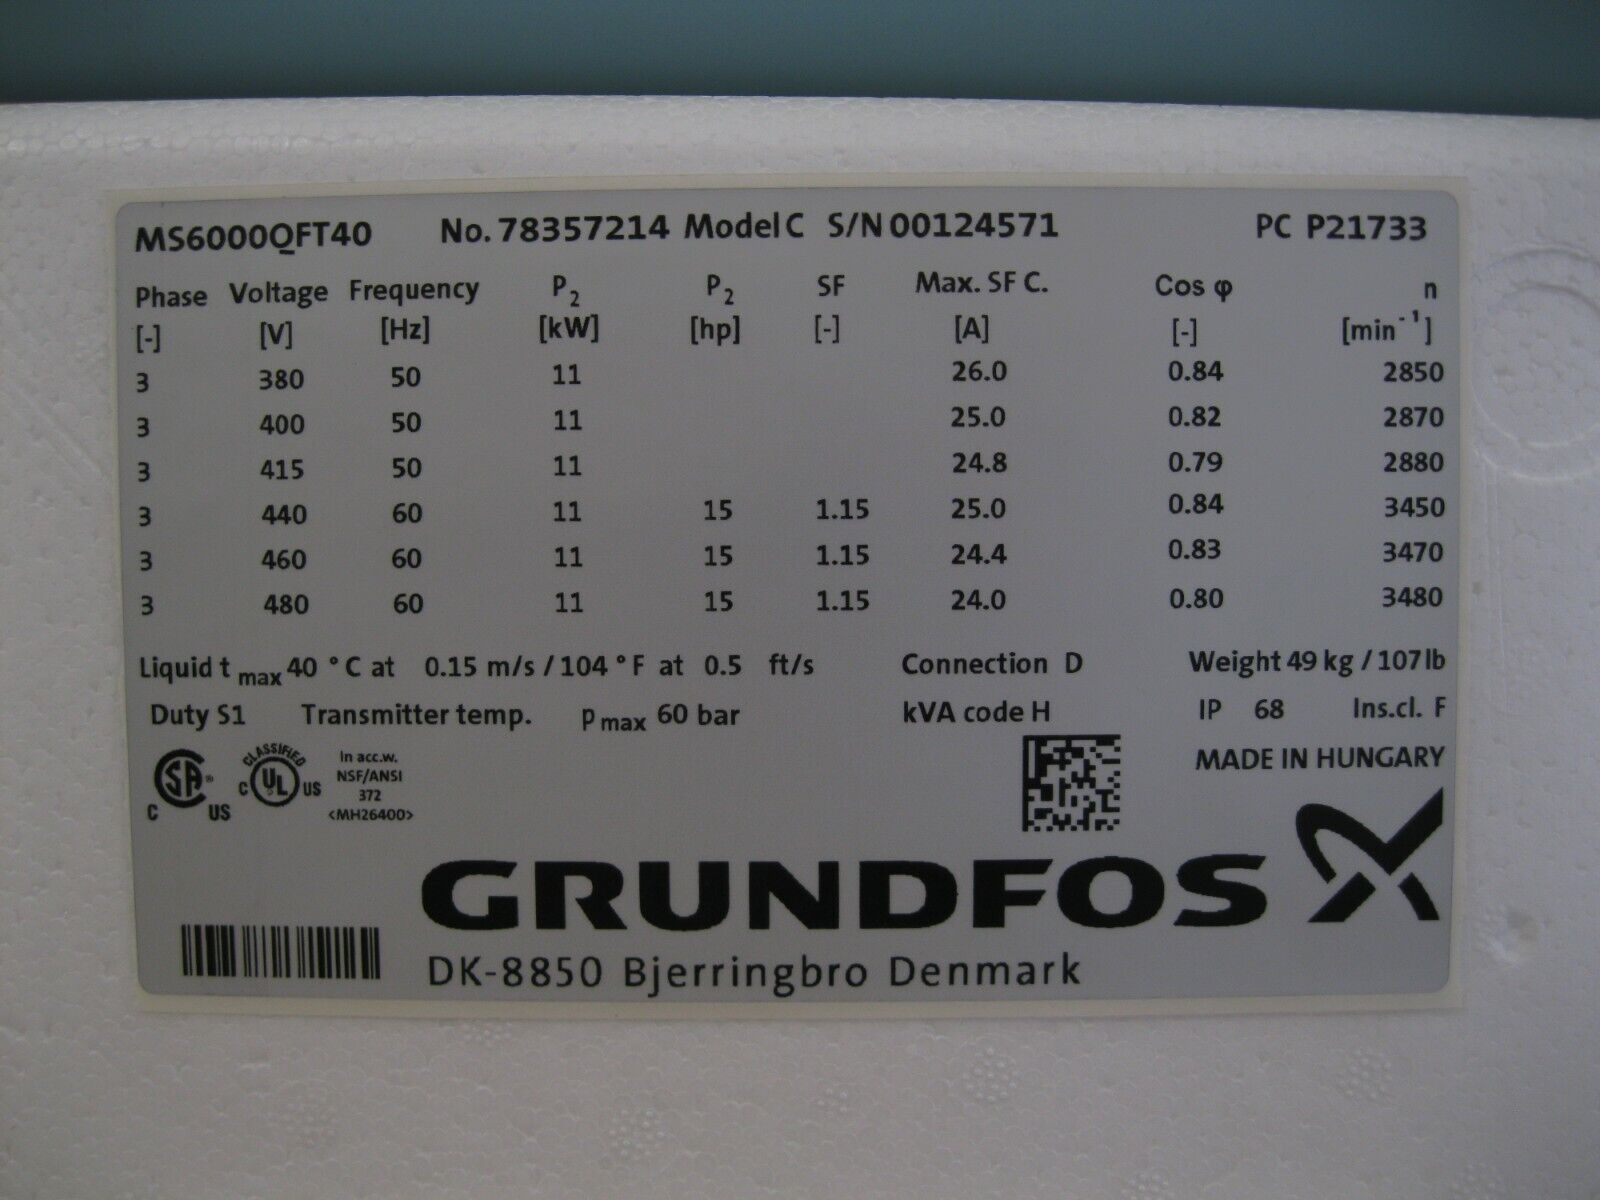 MS6000QFT40 No. 78357214 Model C S/N 00124571 PC P21733
Phase Voltage Frequency P2 P2 SF Max. SF C. Cos φ n
[-] [V] [Hz] [kW] [hp] [-] [A] [-] [min-1]
3 380 50 11 26.0 0.84 2850
3 400 50 11 25.0 0.82 2870
3 415 50 11 24.8 0.79 2880
3 440 60 11 15 1.15 25.0 0.84 3450
3 460 60 11 15 1.15 24.4 0.83 3470
3 480 60 11 15 1.15 24.0 0.80 3480
Liquid t max 40 °C at 0.15 m/s / 104 °F at 0.5 ft/s Connection D Weight 49 kg / 107 lb
Duty S1 Transmitter temp. p max 60 bar kVA code H IP 68 Ins.cl. F
MADE IN HUNGARY
C SA ® US
CLASSIFIED C UL US
In acc.w.
NSF/ANSI
372
<MH26400>
GRUNDFOS
DK-8850 Bjerringbro Denmark